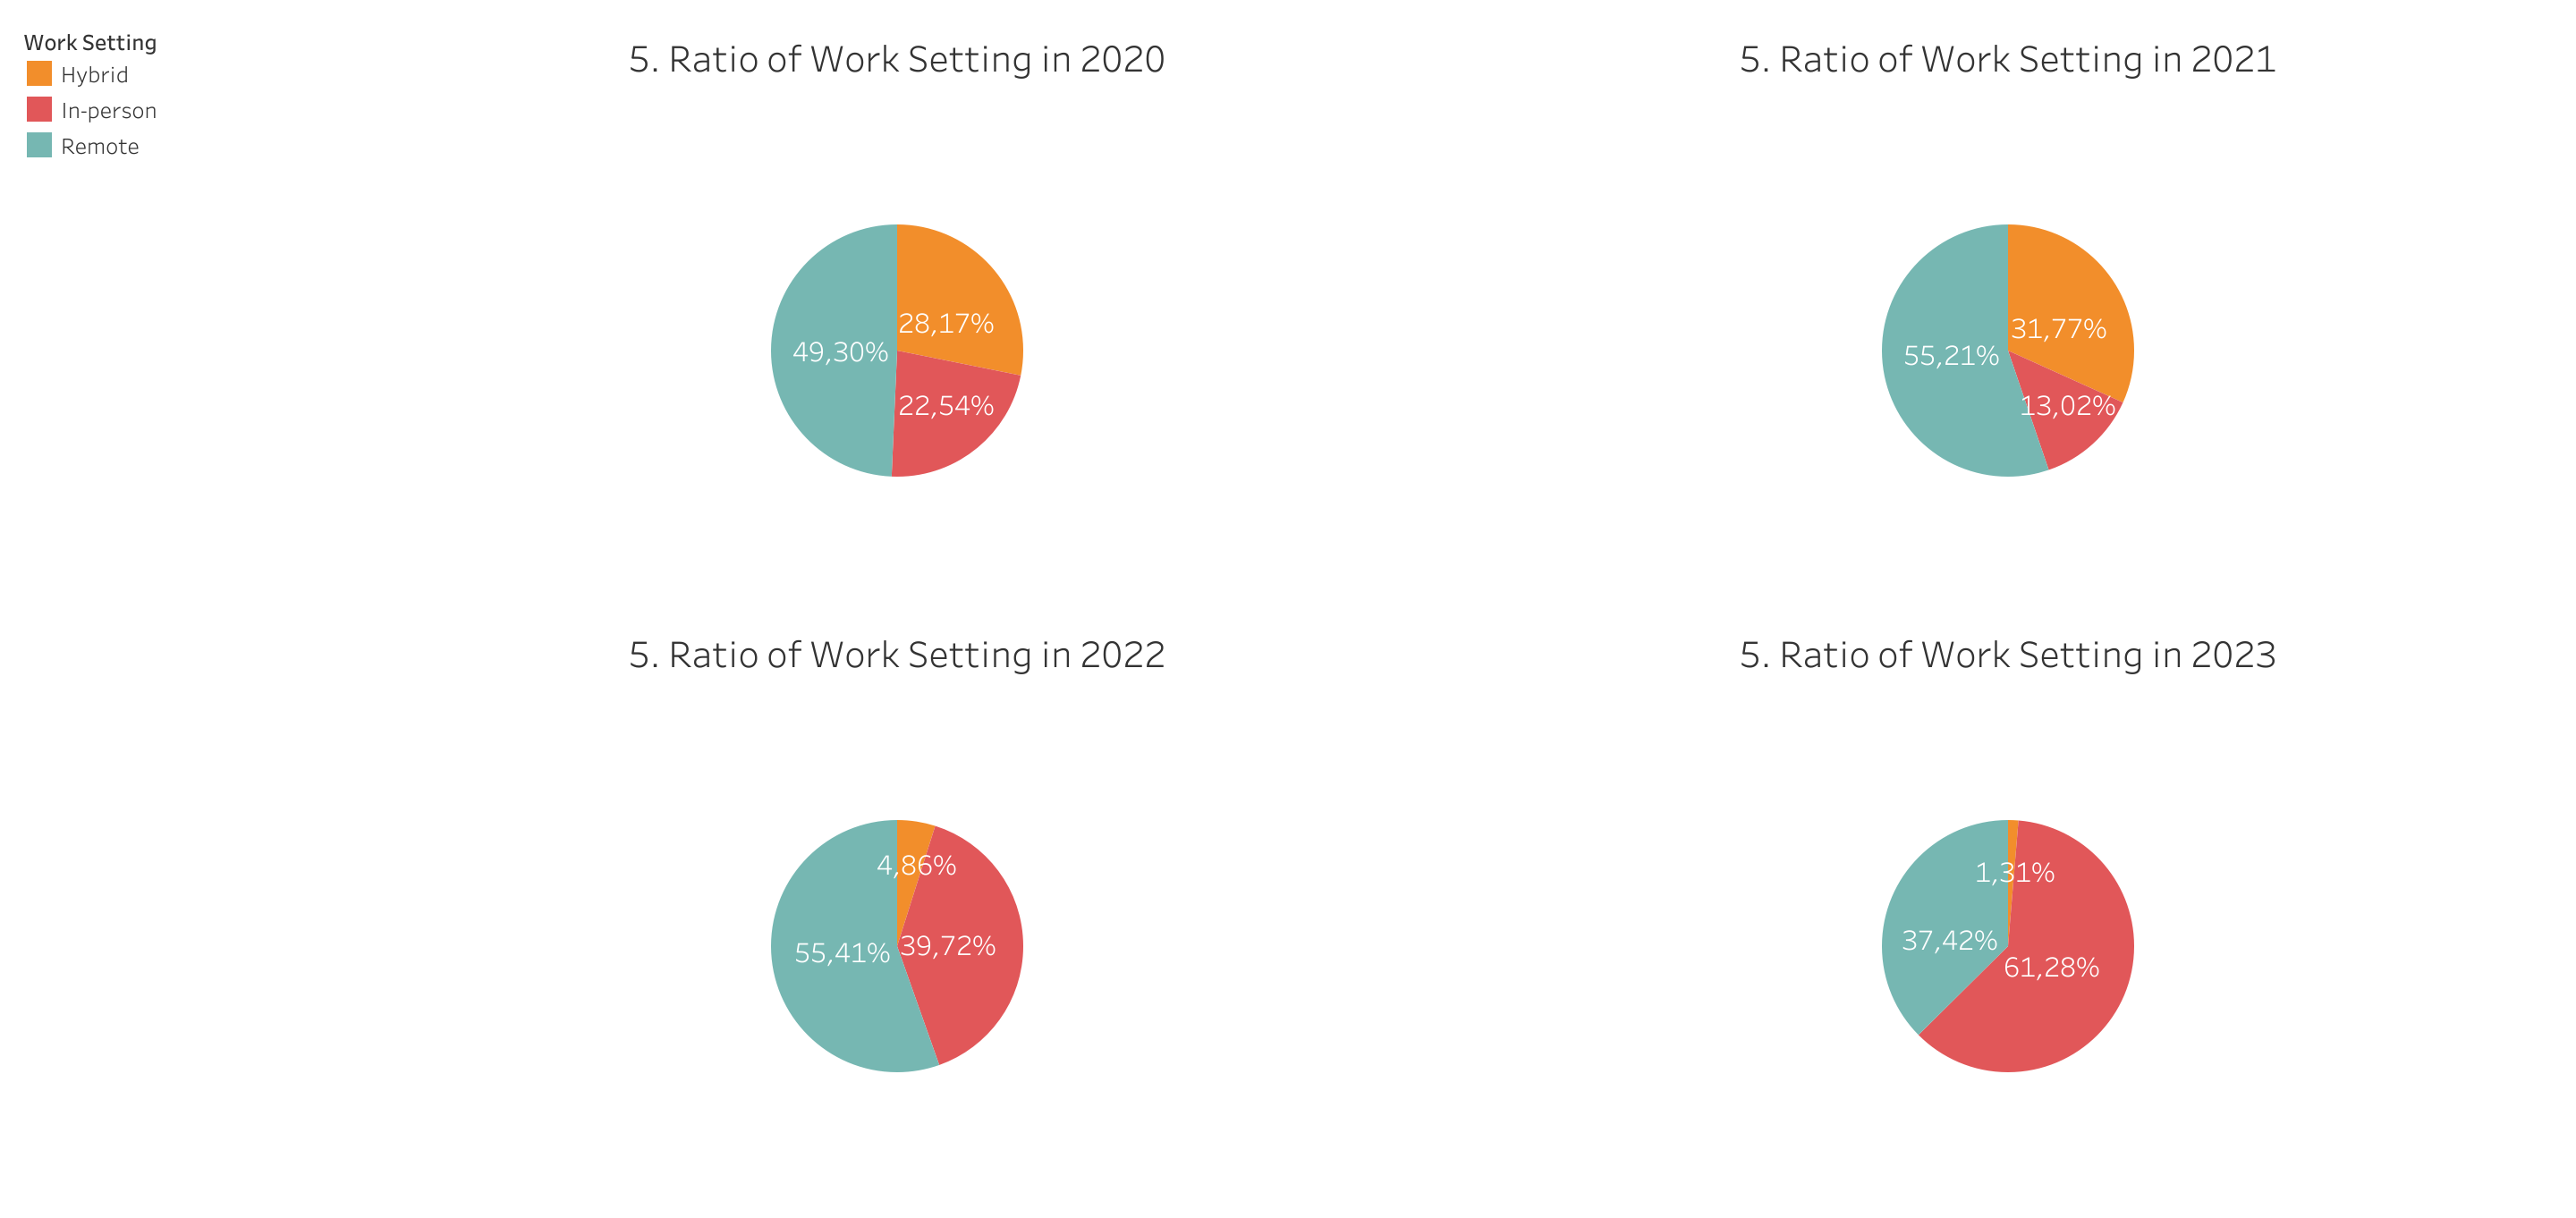 Work Setting
Hybrid
In-person
Remote
5. Ratio of Work Setting in 2020
28,17%
49,30%
22,54%
5. Ratio of Work Setting in 2021
31,77%
55,21%
13,02%
5. Ratio of Work Setting in 2022
4,86%
39,72%
55,41%
5. Ratio of Work Setting in 2023
1,31%
37,42%
61,28%